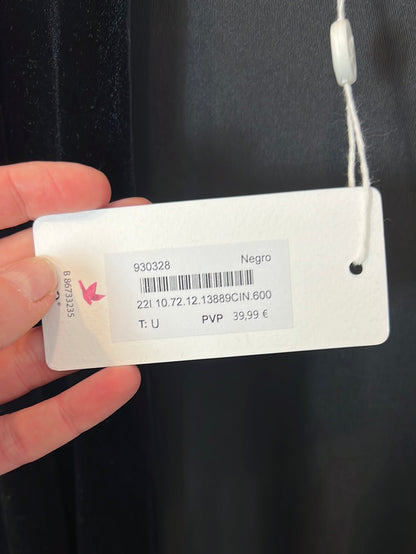 930328 Negro
22I.10.72.12.13889CIN.600
T: U PVP 39,99 €
B 86733235